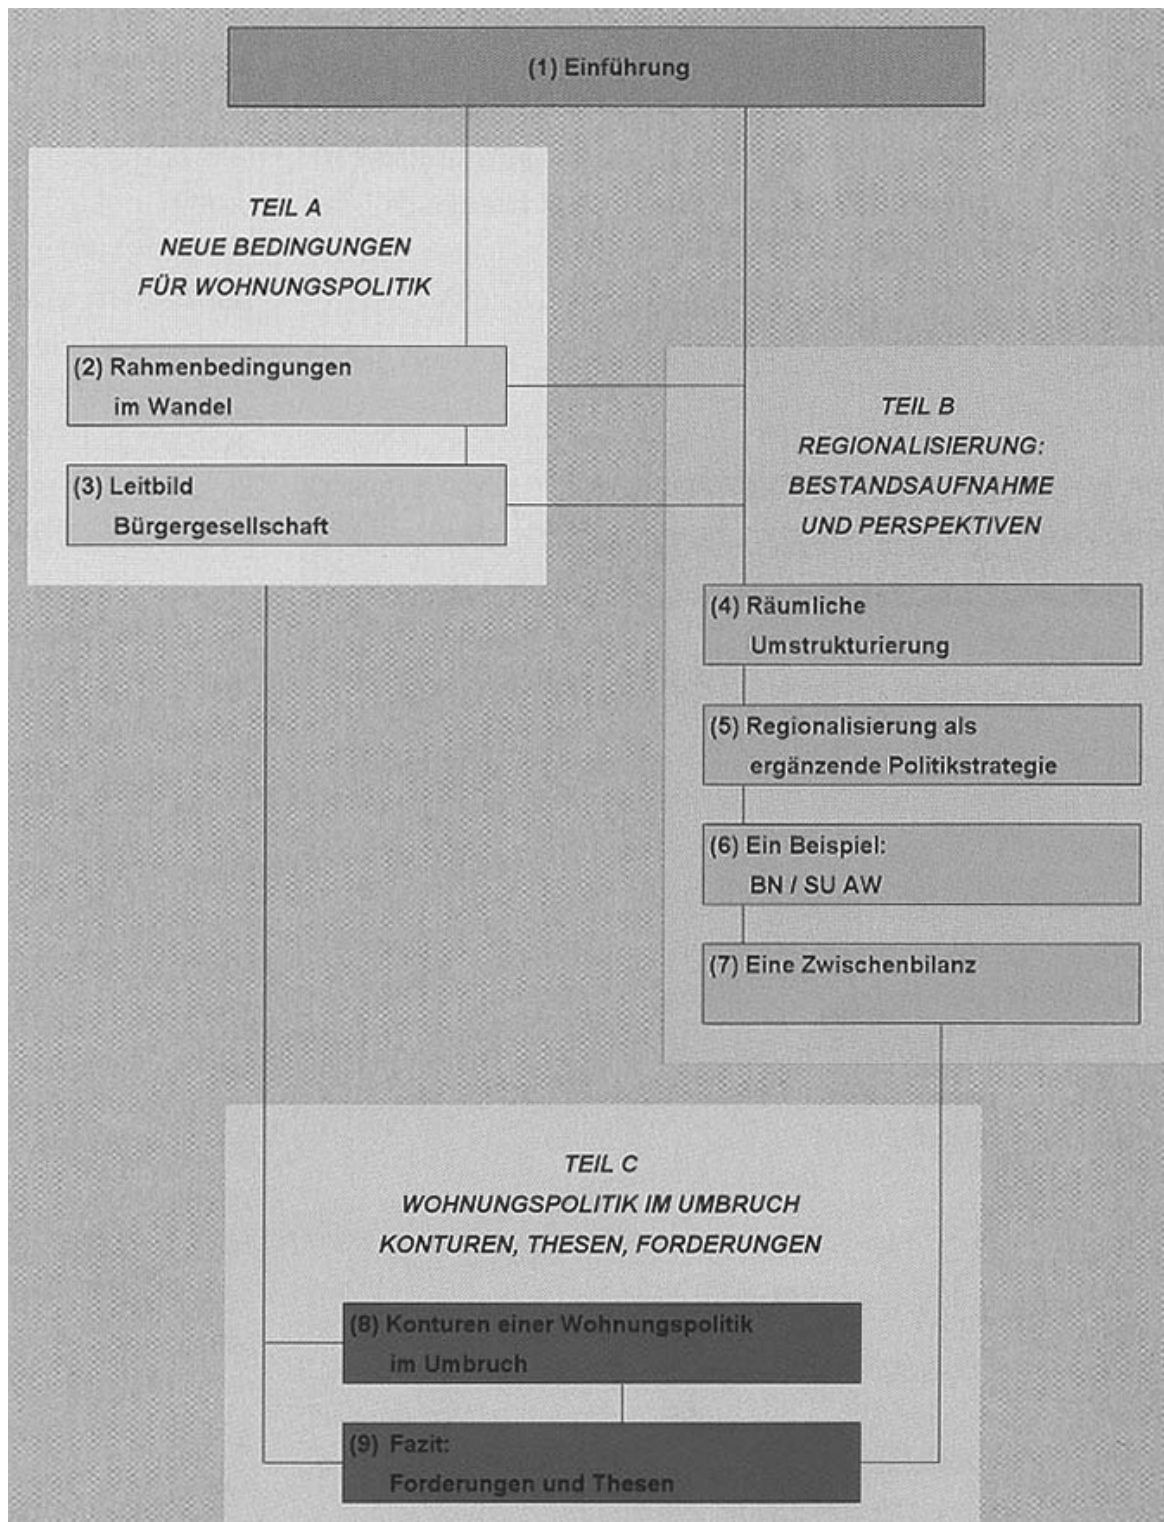 (1) Einführung
TEIL A
NEUE BEDINGUNGEN
FÜR WOHNUNGSPOLITIK
(2) Rahmenbedingungen
im Wandel
(3) Leitbild
Bürgergesellschaft
TEIL B
REGIONALISIERUNG:
BESTANDSAUFNAHME
UND PERSPEKTIVEN
(4) Räumliche
Umstrukturierung
(5) Regionalisierung als
ergänzende Politikstrategie
(6) Ein Beispiel:
BN / SU AW
(7) Eine Zwischenbilanz
TEIL C
WOHNUNGSPOLITIK IM UMBRUCH
KONTUREN, THESEN, FORDERUNGEN
(8) Konturen einer Wohnungspolitik
im Umbruch
(9) Fazit:
Forderungen und Thesen